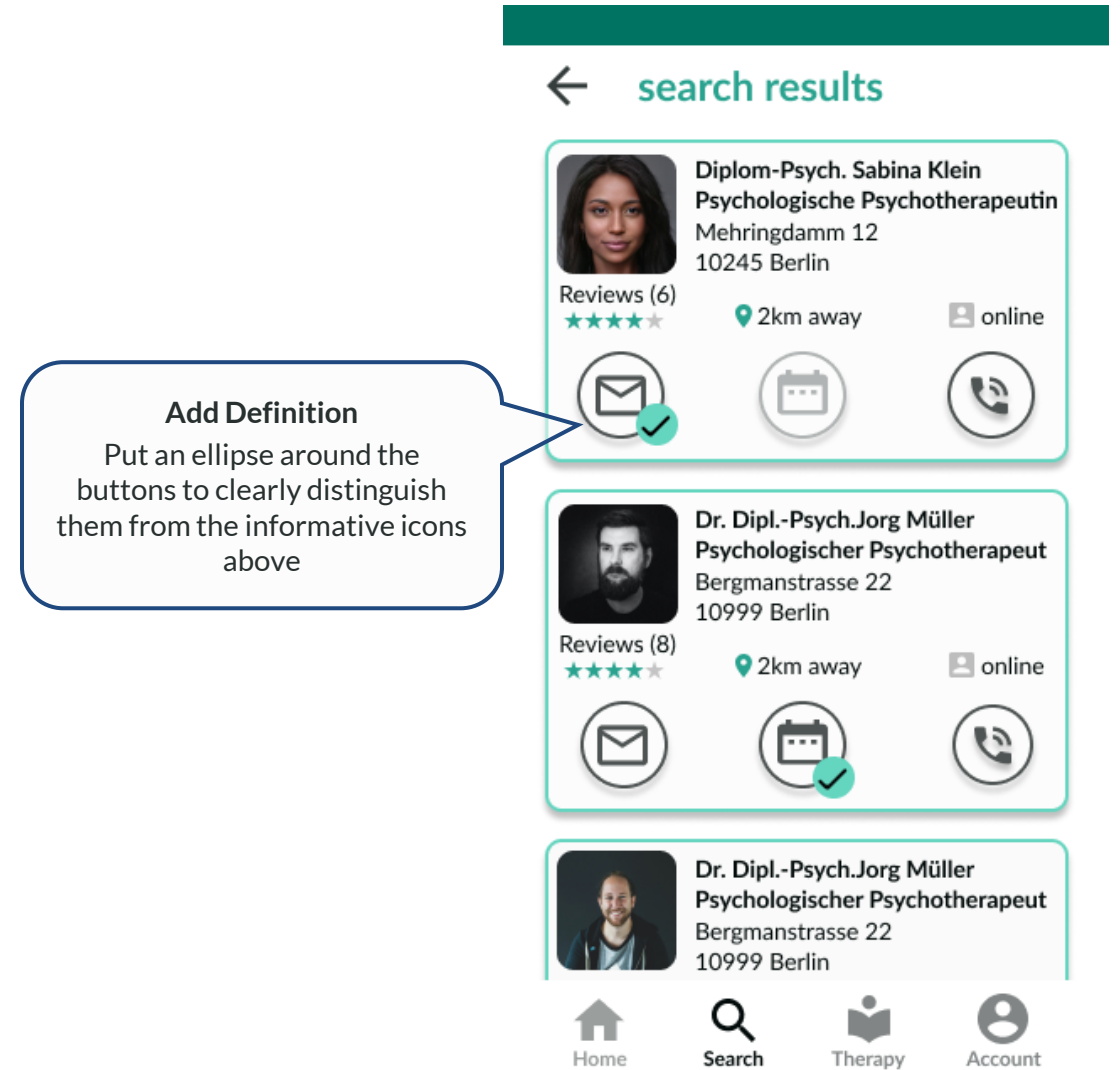 search results
Diplom-Psych. Sabina Klein
Psychologische Psychotherapeutin
Mehringdamm 12
10245 Berlin
Reviews (6)
2km away
online
Add Definition
Put an ellipse around the
buttons to clearly distinguish
them from the informative icons
above
Dr. Dipl.-Psych.Jorg Müller
Psychologischer Psychotherapeut
Bergmanstrasse 22
10999 Berlin
Reviews (8)
2km away
online
Dr. Dipl.-Psych.Jorg Müller
Psychologischer Psychotherapeut
Bergmanstrasse 22
10999 Berlin
Home
Search
Therapy
Account